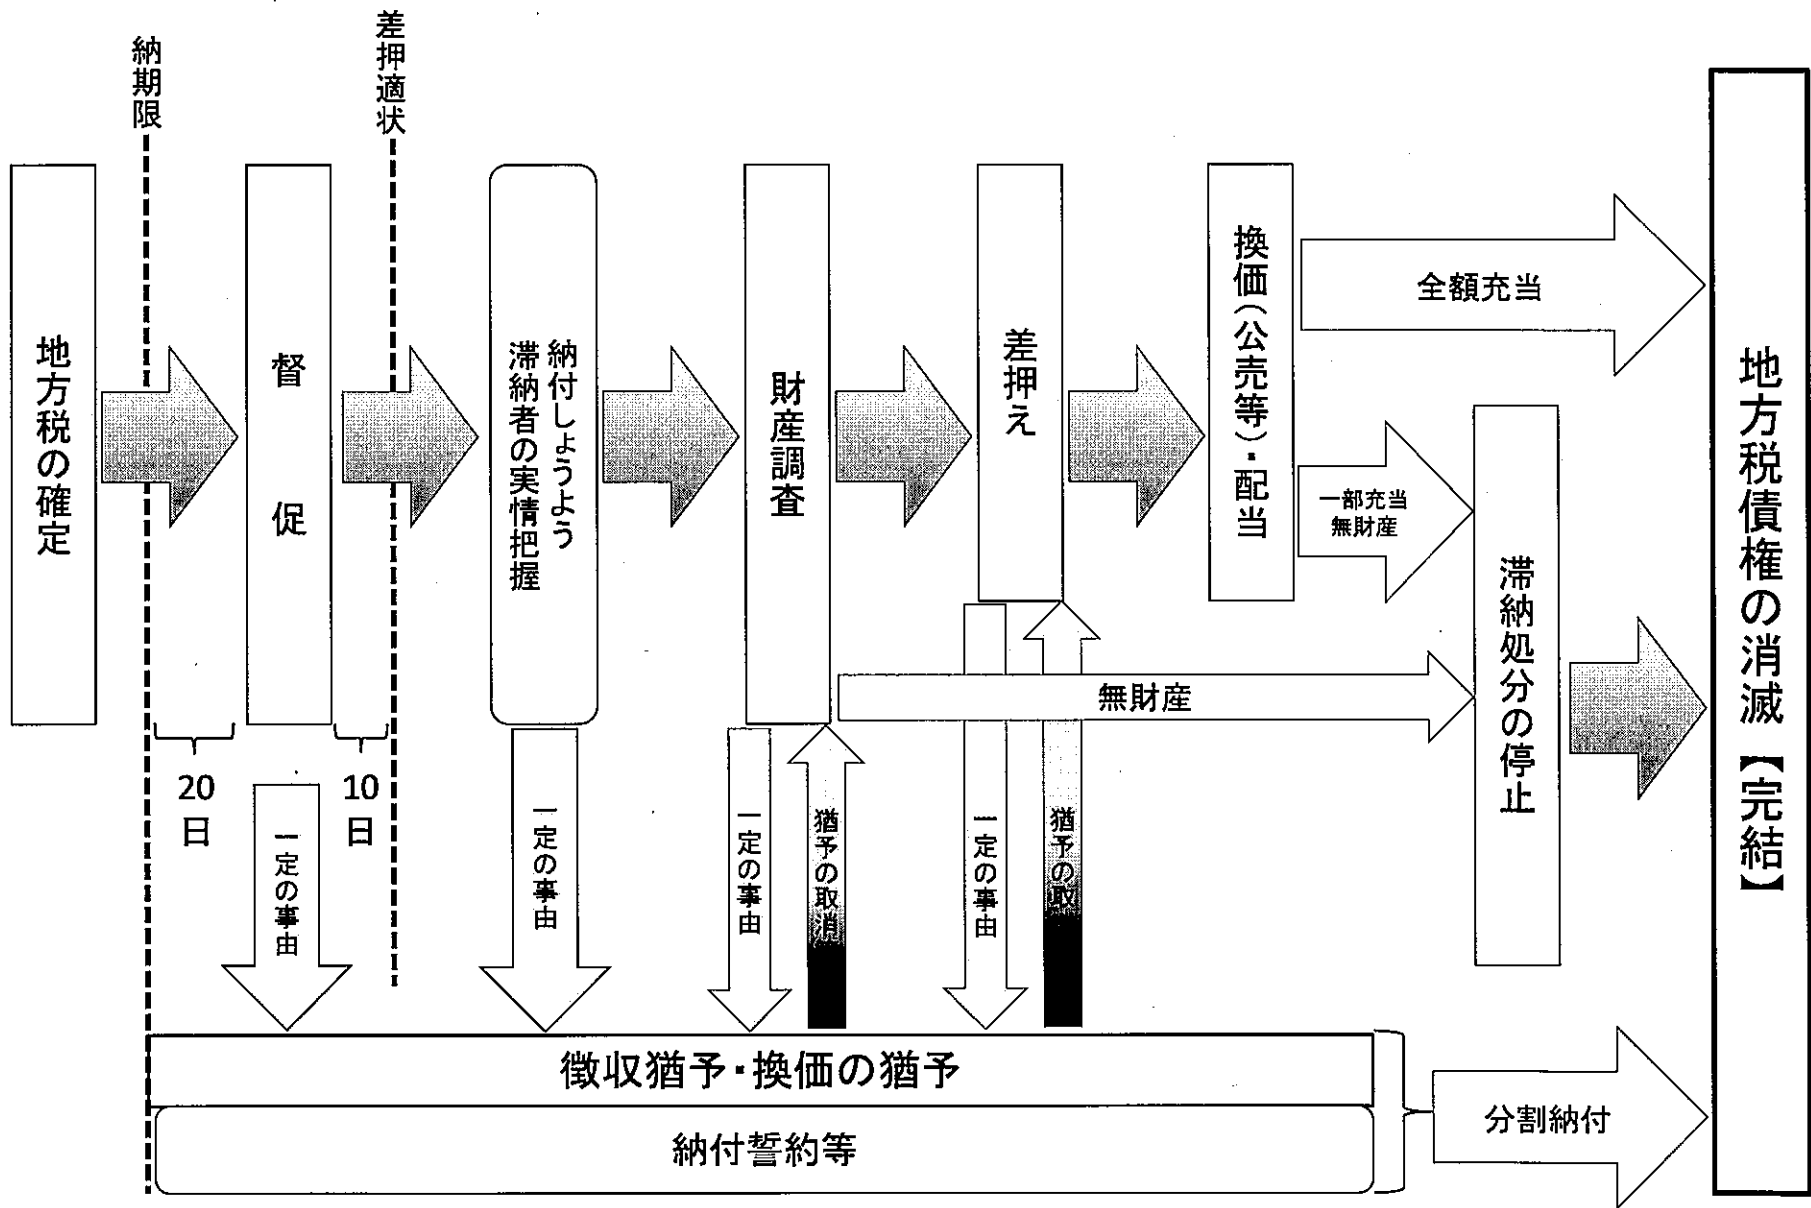 納期限
差押適状
地方税の確定
督促
納付しょうよう
滞納者の実情把握
財産調査
差押え
換価(公売等)・配当
全額充当
一部充当
無財産
滞納処分の停止
地方税債権の消滅【完結】
無財産
20
日
10
日
一定の事由
一定の事由
一定の事由
猶予の取消
一定の事由
猶予の取
徴収猶予・換価の猶予
納付誓約等
分割納付